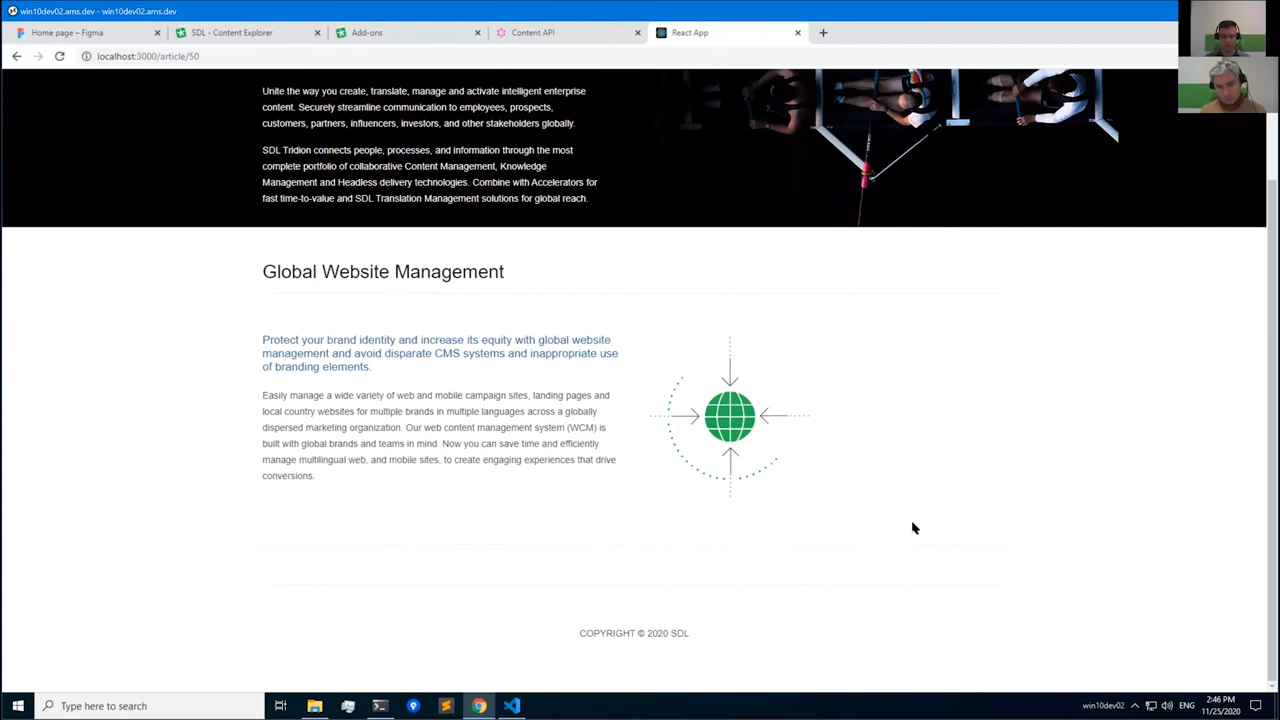 win10dev02.ams.dev - win10dev02.ams.dev
Home page – Figma
SDL - Content Explorer
Add-ons
Content API
React App
localhost:3000/article/50
Unite the way you create, translate, manage and activate intelligent enterprise
content. Securely streamline communication to employees, prospects,
customers, partners, influencers, investors, and other stakeholders globally.
SDL Tridion connects people, processes, and information through the most
complete portfolio of collaborative Content Management, Knowledge
Management and Headless delivery technologies. Combine with Accelerators for
fast time-to-value and SDL Translation Management solutions for global reach.
Global Website Management
Protect your brand identity and increase its equity with global website
management and avoid disparate CMS systems and inappropriate use
of branding elements.
Easily manage a wide variety of web and mobile campaign sites, landing pages and
local country websites for multiple brands in multiple languages across a globally
dispersed marketing organization. Our web content management system (WCM) is
built with global brands and teams in mind. Now you can save time and efficiently
manage multilingual web, and mobile sites, to create engaging experiences that drive
conversions.
COPYRIGHT © 2020 SDL
Type here to search
win10dev02
ENG
2:46 PM
11/25/2020